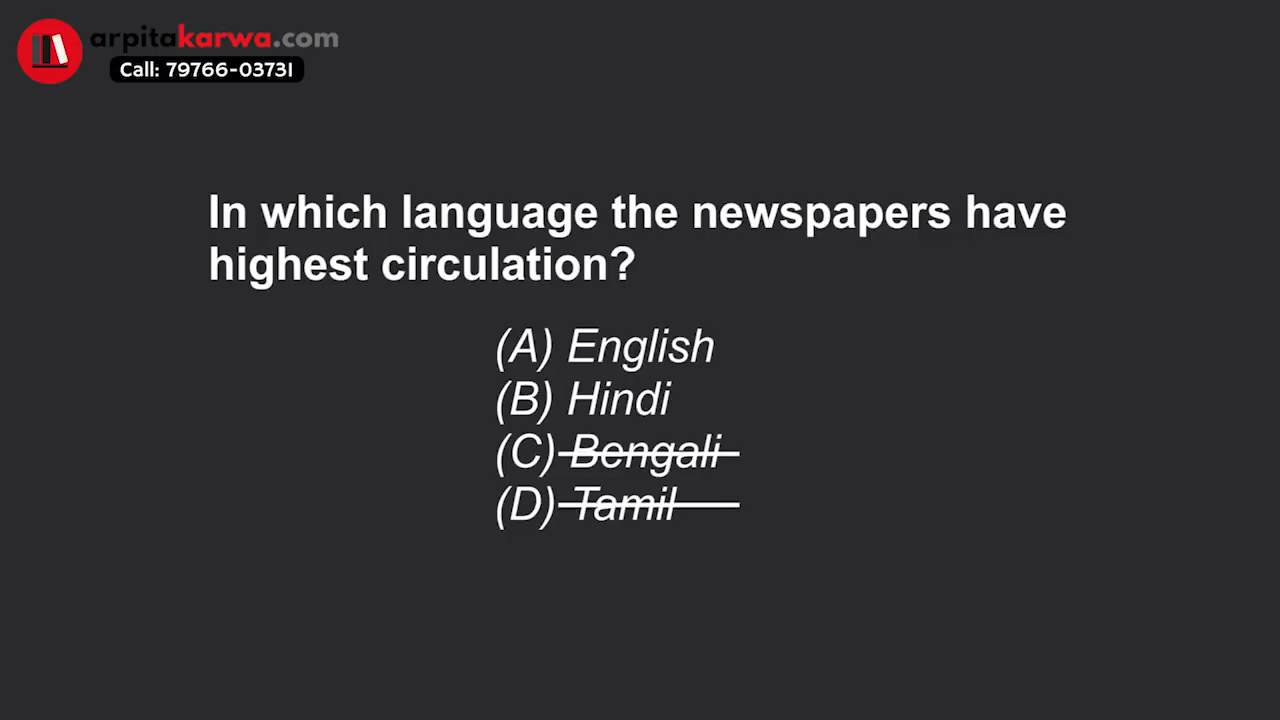 arpitakarwa.com
Call: 79766-03731
In which language the newspapers have
highest circulation?
(A) English
(B) Hindi
(C) Bengali
(D) Tamil